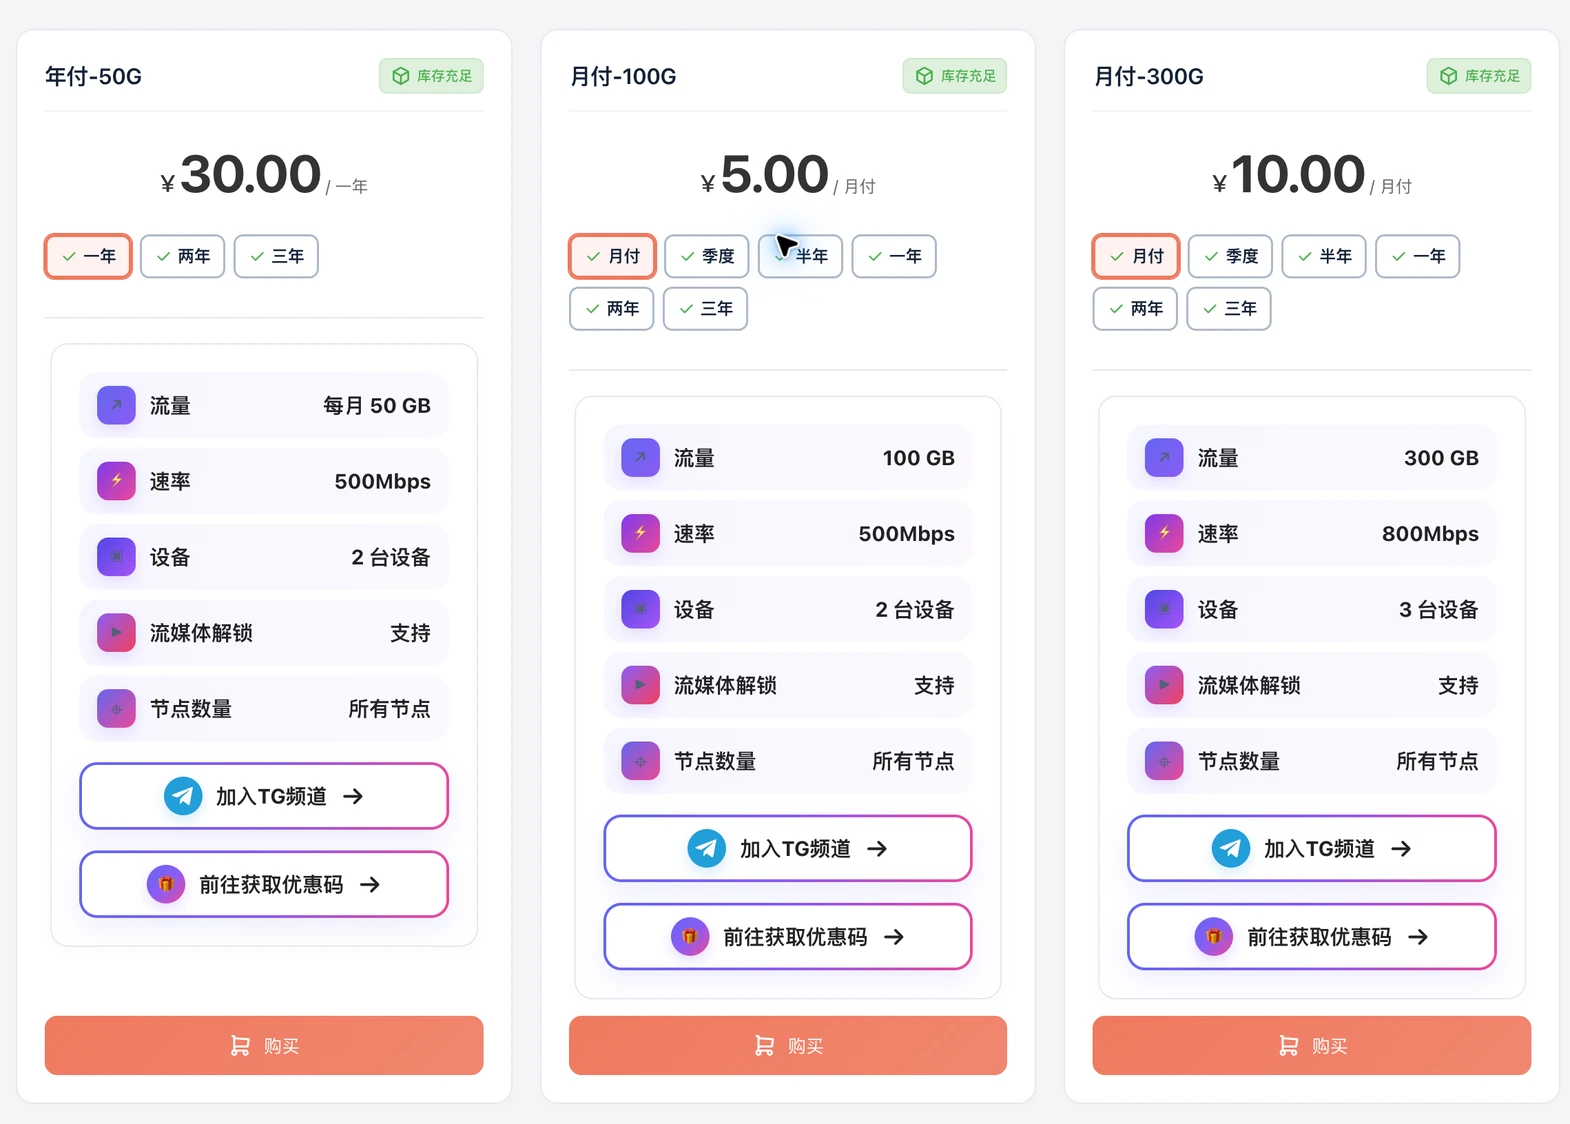 年付-50G
库存充足
¥30.00 / 一年
一年 两年 三年
流量 每月 50 GB
速率 500Mbps
设备 2 台设备
流媒体解锁 支持
节点数量 所有节点
加入TG频道 →
前往获取优惠码 →
购买
月付-100G
库存充足
¥5.00 / 月付
月付 季度 半年 一年
两年 三年
流量 100 GB
速率 500Mbps
设备 2 台设备
流媒体解锁 支持
节点数量 所有节点
加入TG频道 →
前往获取优惠码 →
购买
月付-300G
库存充足
¥10.00 / 月付
月付 季度 半年 一年
两年 三年
流量 300 GB
速率 800Mbps
设备 3 台设备
流媒体解锁 支持
节点数量 所有节点
加入TG频道 →
前往获取优惠码 →
购买